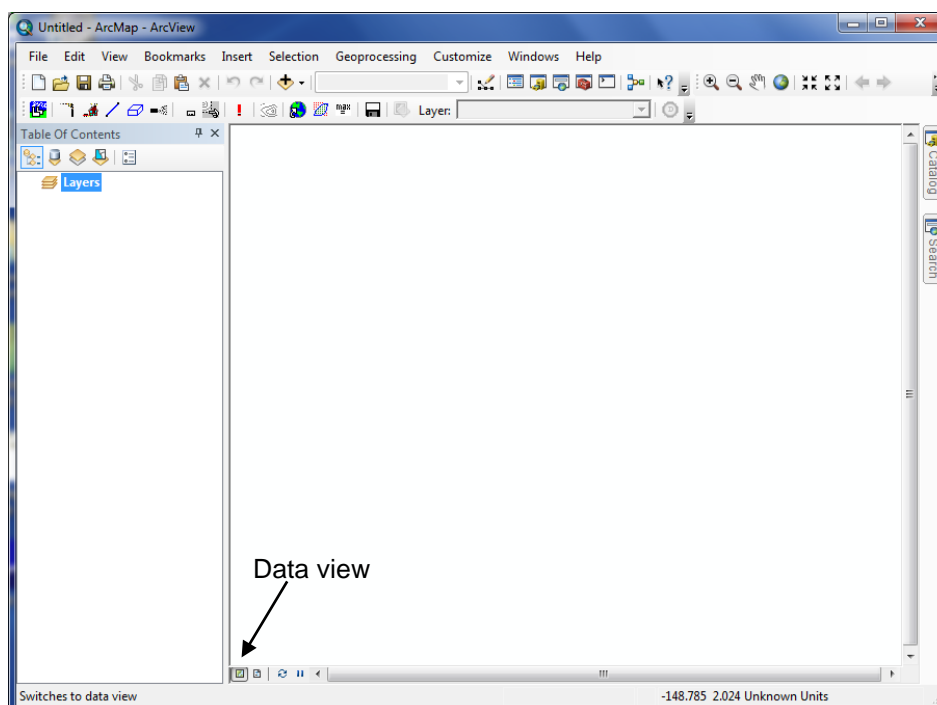 Untitled - ArcMap - ArcView
File Edit View Bookmarks Insert Selection Geoprocessing Customize Windows Help
Layer:
Table Of Contents
Layers
Catalog
Search
Data view
Switches to data view
-148.785 2.024 Unknown Units